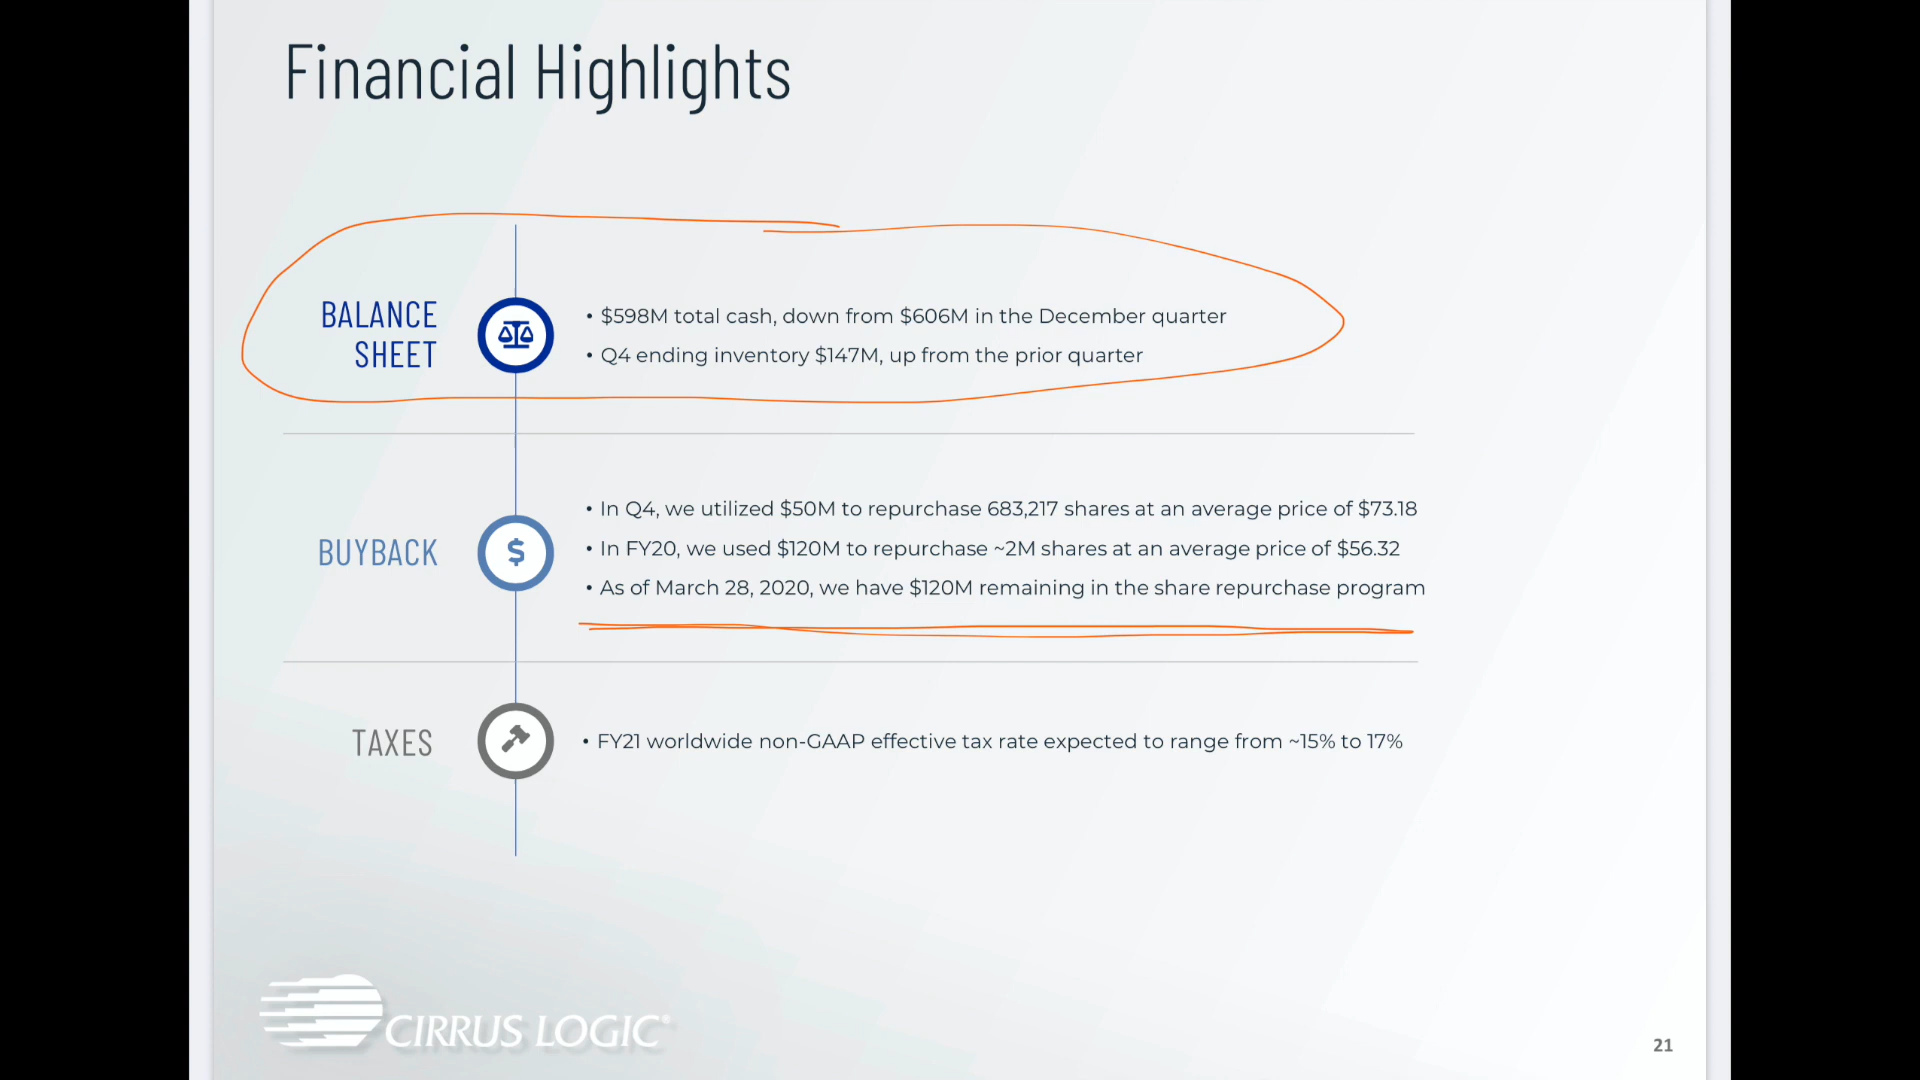 Financial Highlights
BALANCE
SHEET
• $598M total cash, down from $606M in the December quarter
• Q4 ending inventory $147M, up from the prior quarter
BUYBACK
$
• In Q4, we utilized $50M to repurchase 683,217 shares at an average price of $73.18
• In FY20, we used $120M to repurchase ~2M shares at an average price of $56.32
• As of March 28, 2020, we have $120M remaining in the share repurchase program
TAXES
• FY21 worldwide non-GAAP effective tax rate expected to range from ~15% to 17%
CIRRUS LOGIC®
21